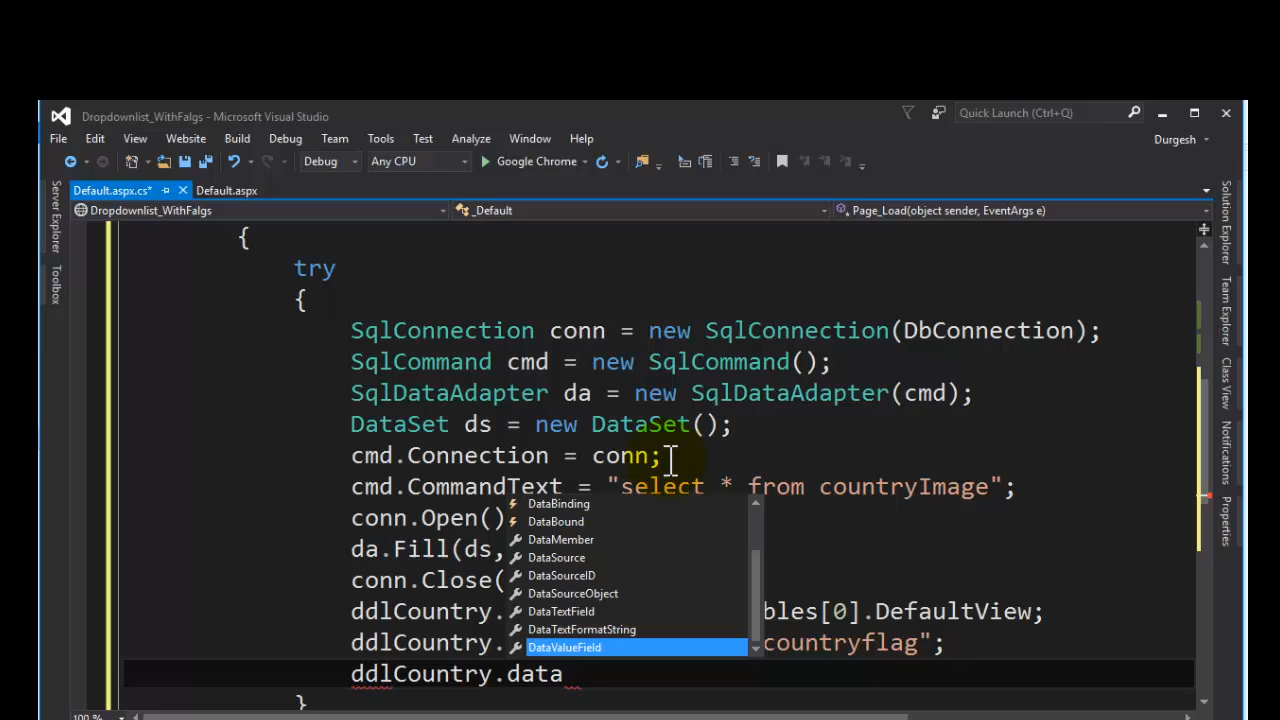 Dropdownlist_WithFalgs - Microsoft Visual Studio
Quick Launch (Ctrl+Q)
File Edit View Website Build Debug Team Tools Test Analyze Window Help
Durgesh
Debug Any CPU Google Chrome
Default.aspx.cs* Default.aspx
Dropdownlist_WithFalgs _Default Page_Load(object sender, EventArgs e)
Server Explorer
Toolbox
Solution Explorer
Team Explorer
Class View
Notifications
Properties
{
try
{
SqlConnection conn = new SqlConnection(DbConnection);
SqlCommand cmd = new SqlCommand();
SqlDataAdapter da = new SqlDataAdapter(cmd);
DataSet ds = new DataSet();
cmd.Connection = conn;
cmd.CommandText = "select * from countryImage";
conn.Open()
da.Fill(ds,
conn.Close(
ddlCountry. bles[0].DefaultView;
ddlCountry. countryflag";
ddlCountry.data
}
DataBinding
DataBound
DataMember
DataSource
DataSourceID
DataSourceObject
DataTextField
DataTextFormatString
DataValueField
100 %